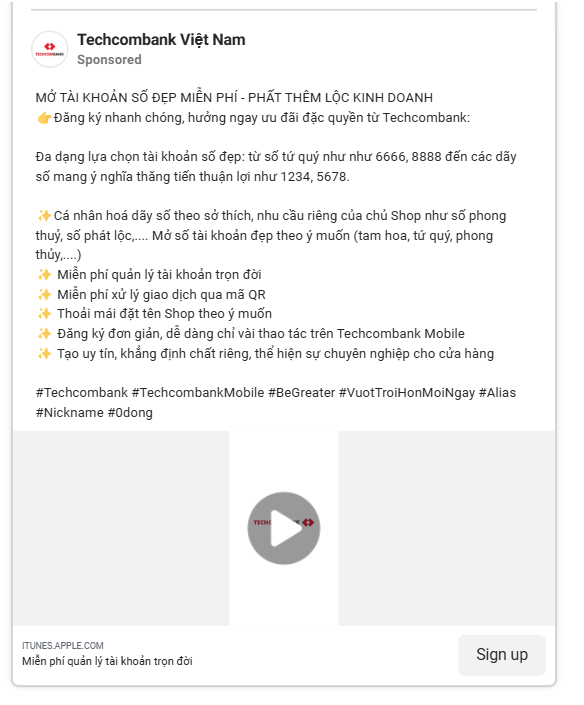 TECHCOMBANK
Techcombank Việt Nam
Sponsored
MỞ TÀI KHOẢN SỐ ĐẸP MIỄN PHÍ - PHẤT THÊM LỘC KINH DOANH
👉Đăng ký nhanh chóng, hưởng ngay ưu đãi đặc quyền từ Techcombank:
Đa dạng lựa chọn tài khoản số đẹp: từ số tứ quý như như 6666, 8888 đến các dãy
số mang ý nghĩa thăng tiến thuận lợi như 1234, 5678.
✨Cá nhân hoá dãy số theo sở thích, nhu cầu riêng của chủ Shop như số phong
thuỷ, số phát lộc,.... Mở số tài khoản đẹp theo ý muốn (tam hoa, tứ quý, phong
thủy,....)
✨ Miễn phí quản lý tài khoản trọn đời
✨ Miễn phí xử lý giao dịch qua mã QR
✨ Thoải mái đặt tên Shop theo ý muốn
✨ Đăng ký đơn giản, dễ dàng chỉ vài thao tác trên Techcombank Mobile
✨ Tạo uy tín, khẳng định chất riêng, thể hiện sự chuyên nghiệp cho cửa hàng
#Techcombank #TechcombankMobile #BeGreater #VuotTroiHonMoiNgay #Alias
#Nickname #0dong
ITUNES.APPLE.COM
Miễn phí quản lý tài khoản trọn đời
Sign up